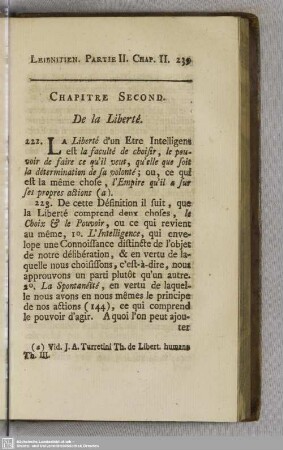 LEIBNITIEN. PARTIE II. CHAP. II. 235
CHAPITRE SECOND.
De la Liberté.
222. LA Liberté d'un Etre Intelligent
est la faculté de choisir, le pou-
voir de faire ce qu'il veut, qu'elle que soit
la détermination de sa volonté; ou, ce qui
est la même chose, l'Empire qu'il a sur
ses propres actions (a).
223. De cette Définition il suit, que
la Liberté comprend deux choses, le
Choix & le Pouvoir, ou ce qui revient
au même, 1o. L'Intelligence, qui enve-
lope une Connoissance distincte de l'objet
de notre délibération, & en vertu de la-
quelle nous choisissons, c'est-à-dire, nous
approuvons un parti plutôt qu'un autre.
2o. La Spontanéïté, en vertu de laquel-
le nous avons en nous mêmes le principe
de nos actions (144), ce qui comprend
le pouvoir d'agir. A quoi l'on peut ajou-
ter
(a) Vid. J. A. Turretini Th. de Libert. humana
Th. III.